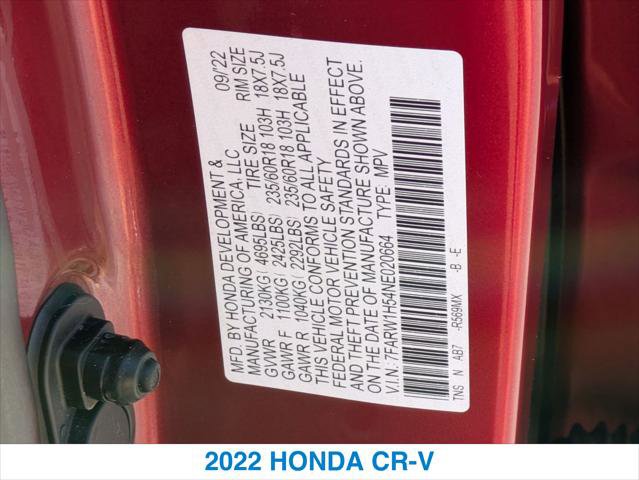 MFD. BY HONDA DEVELOPMENT & 09/'22
MANUFACTURING OF AMERICA, LLC
TIRE SIZE RIM SIZE
GVWR 2130KG( 4695LBS) 235/60R18 103H 18X7.5J
GAWR F 1100KG( 2425LBS) 235/60R18 103H 18X7.5J
GAWR R 1040KG( 2292LBS)
THIS VEHICLE CONFORMS TO ALL APPLICABLE
FEDERAL MOTOR VEHICLE SAFETY
AND THEFT PREVENTION STANDARDS IN EFFECT
ON THE DATE OF MANUFACTURE SHOWN ABOVE.
V.I.N.: 7FARW1H54NE020664 TYPE: MPV
TNS N AB7 -R569MX -B -E
2022 HONDA CR-V